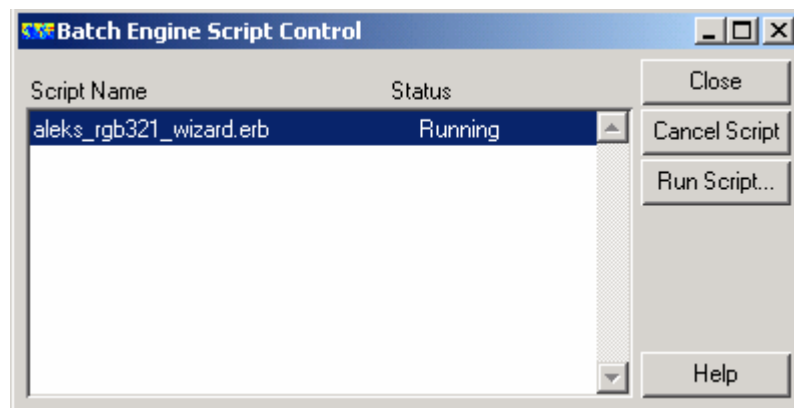 Batch Engine Script Control
Script Name Status
aleks_rgb321_wizard.erb Running
Close
Cancel Script
Run Script...
Help